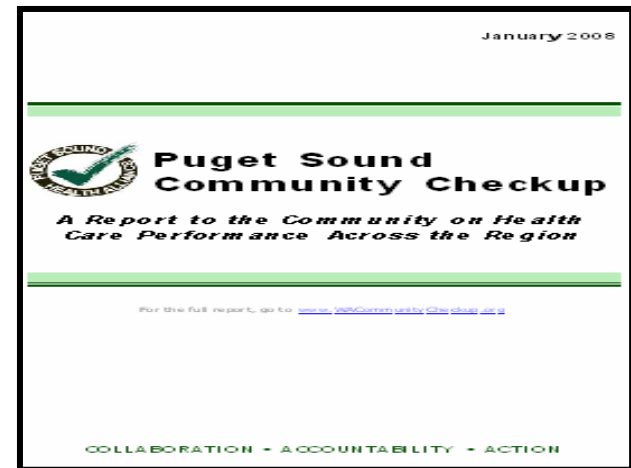 January 2008
PUGET SOUND
HEALTH ALLIANCE
Puget Sound
Community Checkup
A Report to the Community on Health
Care Performance Across the Region
For the full report, go to www.WACommunityCheckup.org
COLLABORATION • ACCOUNTABILITY • ACTION